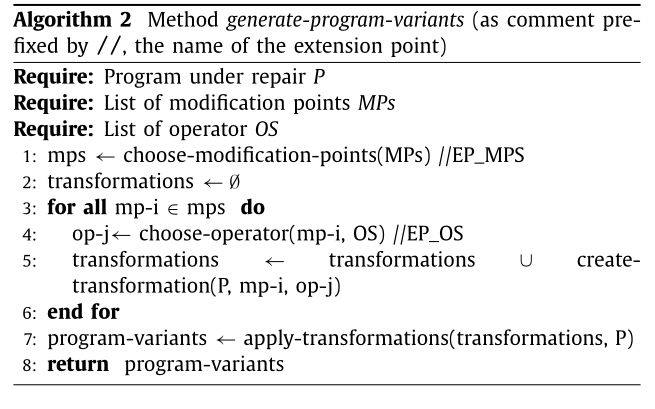 Algorithm 2 Method generate-program-variants (as comment pre-
fixed by //, the name of the extension point)
Require: Program under repair P
Require: List of modification points MPs
Require: List of operator OS
1: mps ← choose-modification-points(MPs) //EP_MPS
2: transformations ← ∅
3: for all mp-i ∈ mps do
4: op-j← choose-operator(mp-i, OS) //EP_OS
5: transformations ← transformations ∪ create-
transformation(P, mp-i, op-j)
6: end for
7: program-variants ← apply-transformations(transformations, P)
8: return program-variants